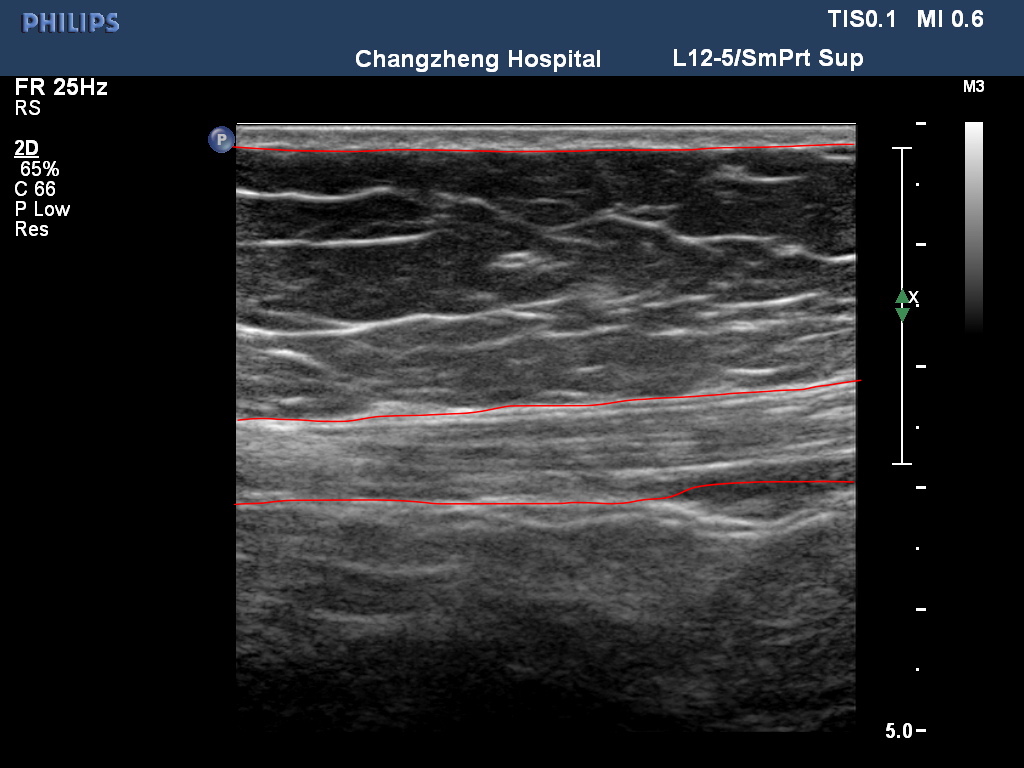 PHILIPS
TIS0.1 MI 0.6
Changzheng Hospital
L12-5/SmPrt Sup
FR 25Hz
RS
M3
P
2D
65%
C 66
P Low
Res
X
5.0